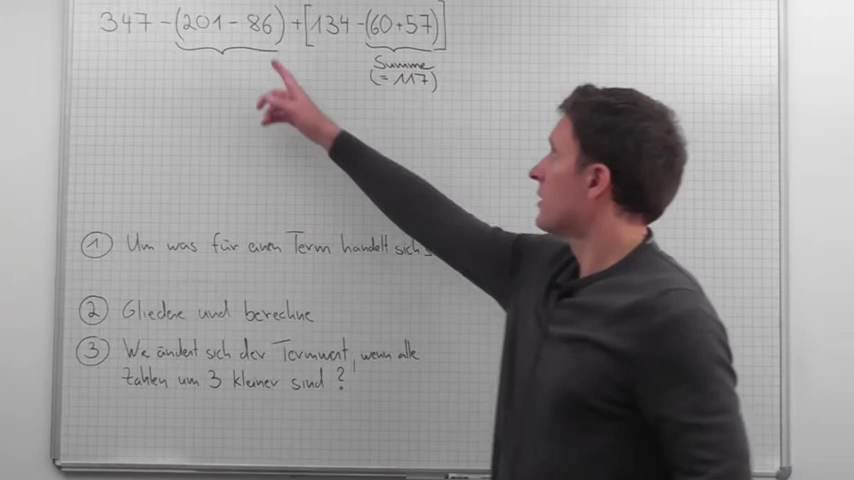 347 - (201 - 86) + [134 - (60 + 57)]
Summe
(= 117)
① Um was für einen Term handelt sich
② Gliedere und berechne
③ Wie ändert sich der Termwert, wenn alle
Zahlen um 3 kleiner sind ?